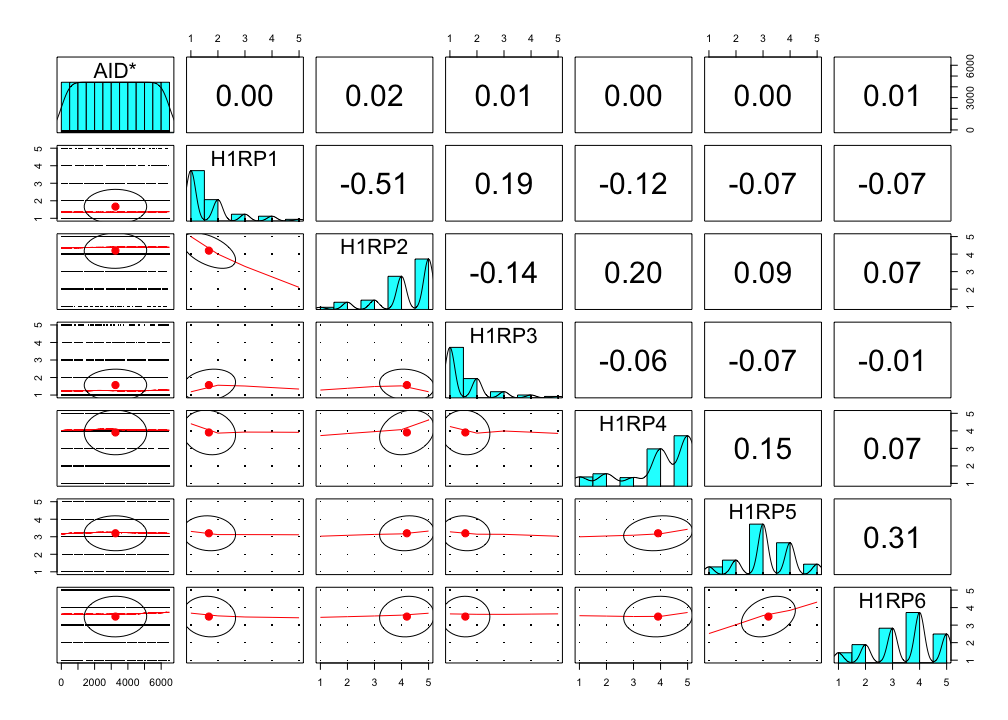 1 2 3 4 5 1 2 3 4 5 1 2 3 4 5
AID* 0.00 0.02 0.01 0.00 0.00 0.01 0 3000 6000
1 2 3 4 5 H1RP1 -0.51 0.19 -0.12 -0.07 -0.07
H1RP2 -0.14 0.20 0.09 0.07 1 2 3 4 5
1 2 3 4 5 H1RP3 -0.06 -0.07 -0.01
H1RP4 0.15 0.07 1 2 3 4 5
1 2 3 4 5 H1RP5 0.31
H1RP6 1 2 3 4 5
0 2000 4000 6000 1 2 3 4 5 1 2 3 4 5 1 2 3 4 5